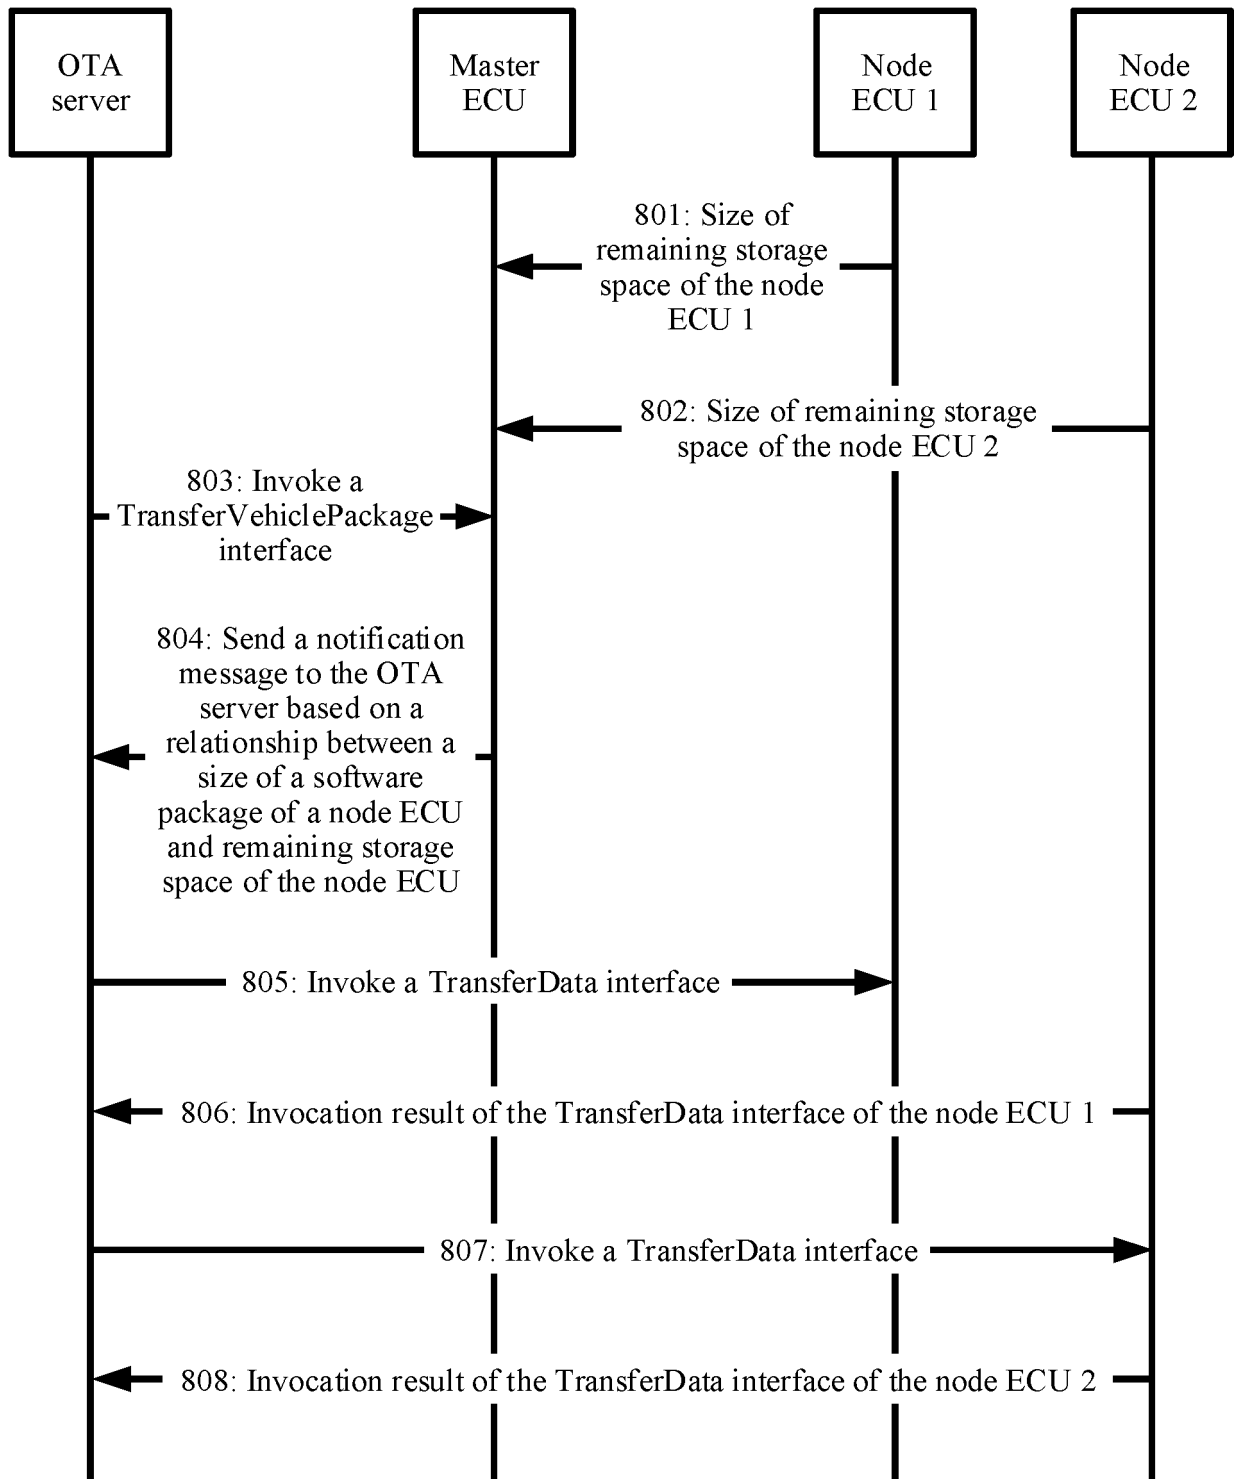 OTA
server
Master
ECU
Node
ECU 1
Node
ECU 2
801: Size of
remaining storage
space of the node
ECU 1
802: Size of remaining storage
space of the node ECU 2
803: Invoke a
TransferVehiclePackage
interface
804: Send a notification
message to the OTA
server based on a
relationship between a
size of a software
package of a node ECU
and remaining storage
space of the node ECU
805: Invoke a TransferData interface
806: Invocation result of the TransferData interface of the node ECU 1
807: Invoke a TransferData interface
808: Invocation result of the TransferData interface of the node ECU 2